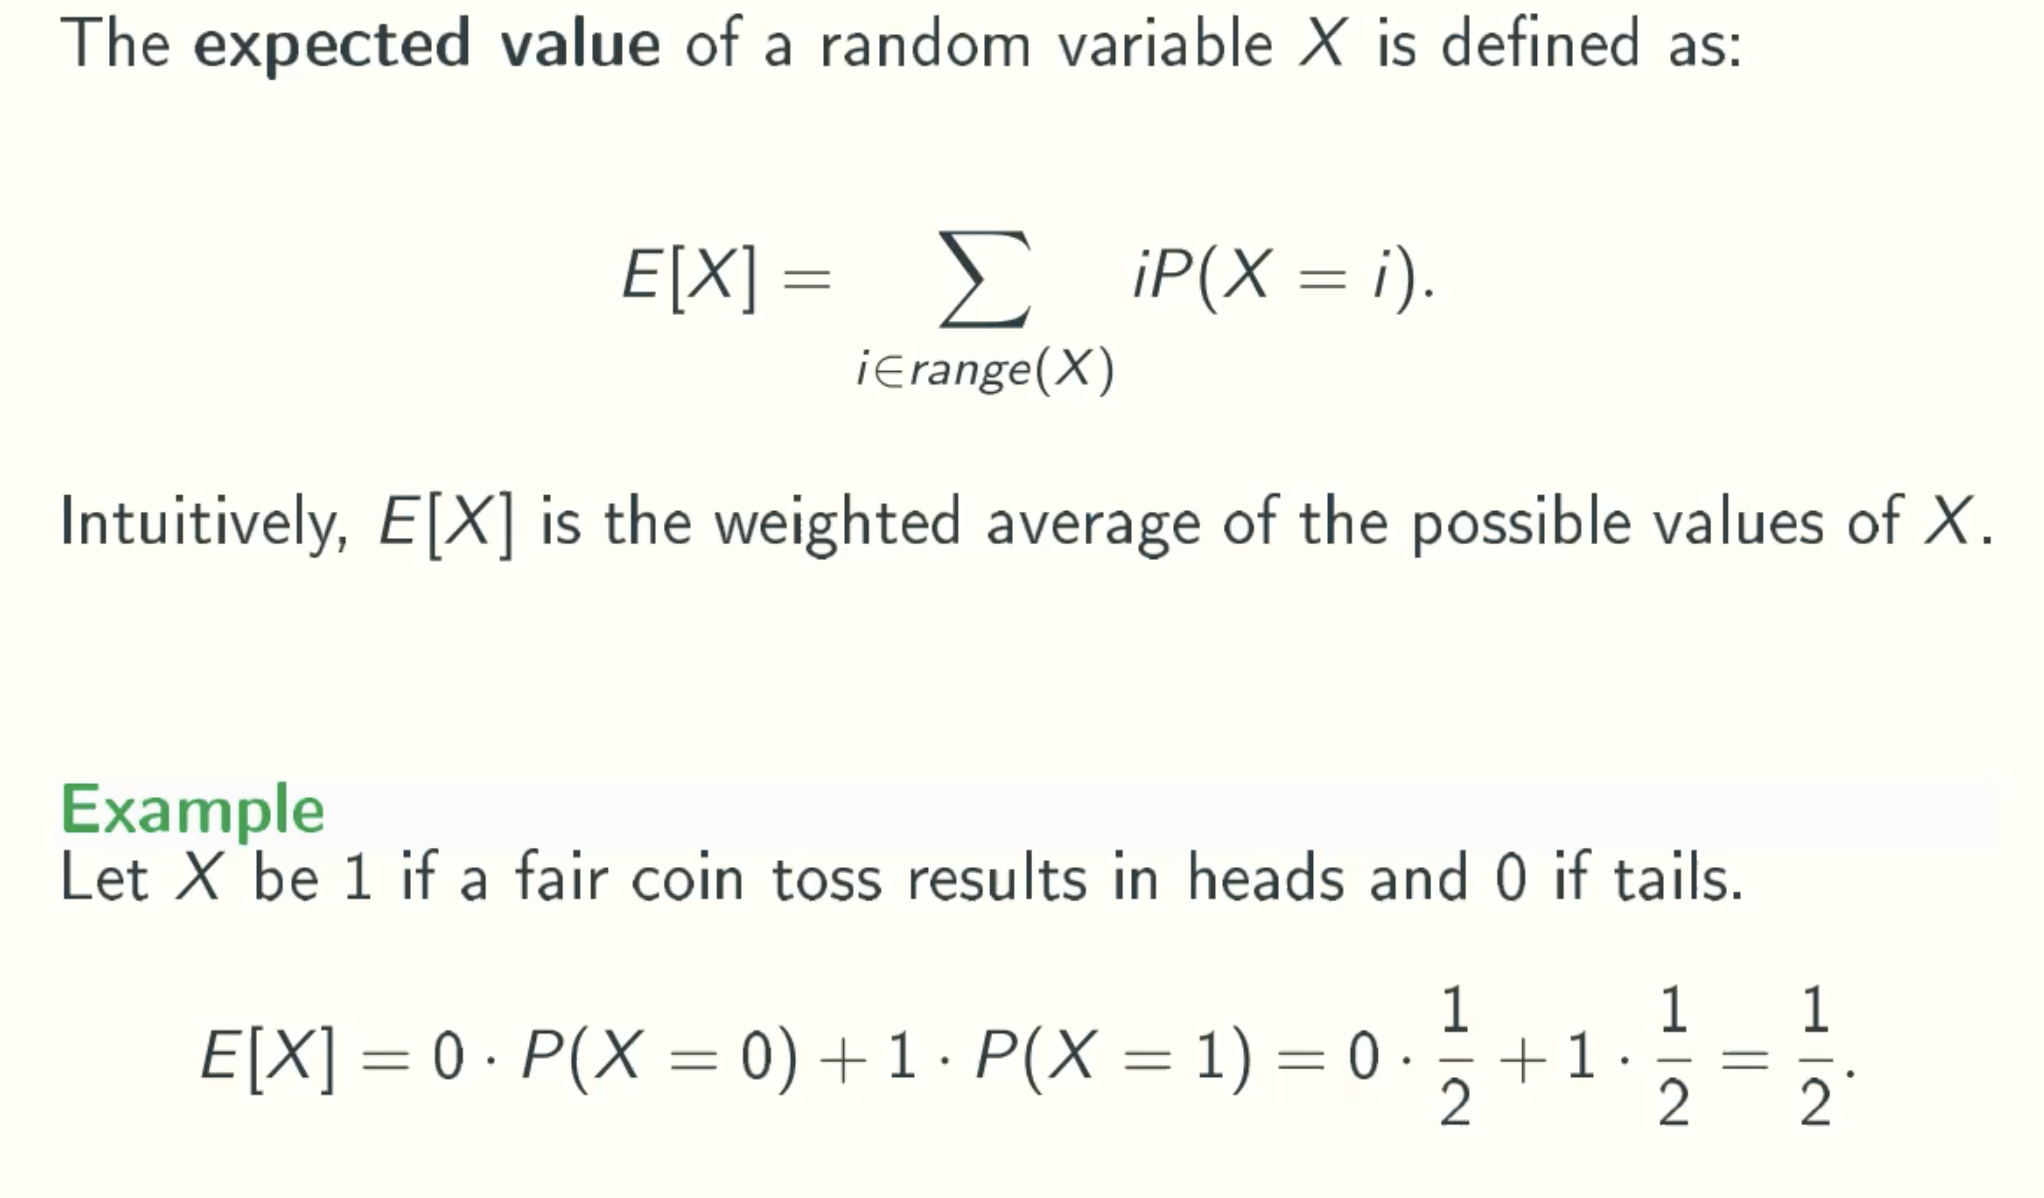 The expected value of a random variable X is defined as:
E[X] = ∑ iP(X = i).
i∈range(X)
Intuitively, E[X] is the weighted average of the possible values of X.
Example
Let X be 1 if a fair coin toss results in heads and 0 if tails.
E[X] = 0 · P(X = 0) + 1 · P(X = 1) = 0 · 1/2 + 1 · 1/2 = 1/2.